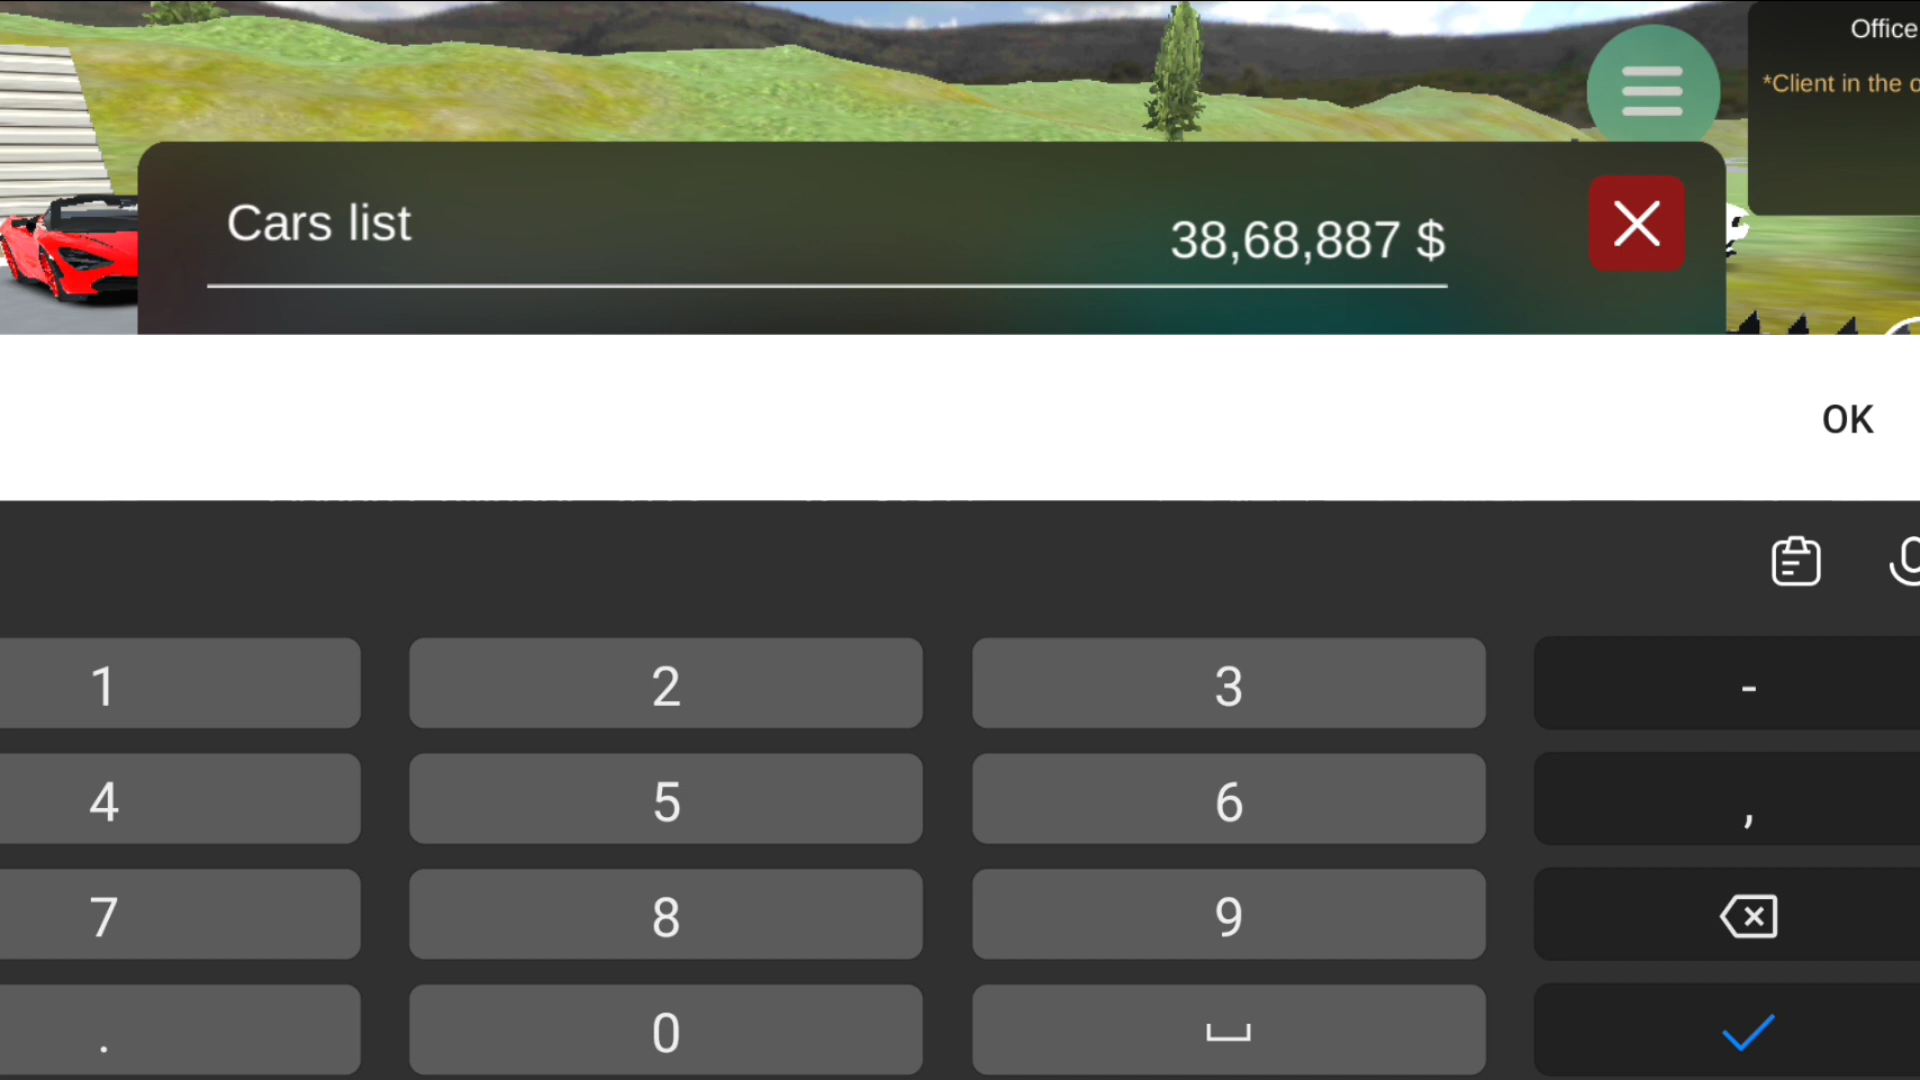 Office
*Client in the o
Cars list
38,68,887 $
OK
1 2 3 -
4 5 6 ,
7 8 9
. 0